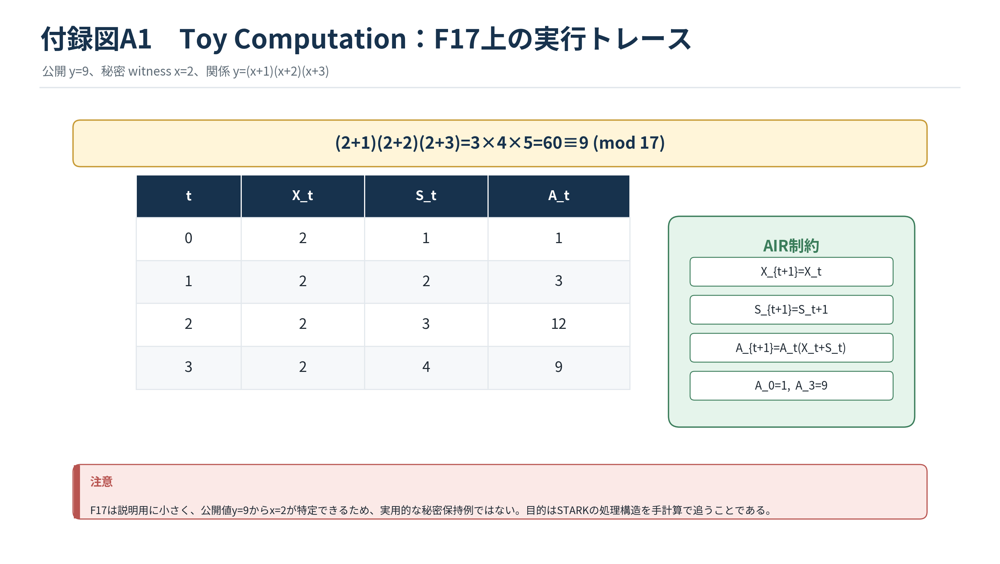 付録図A1　Toy Computation：F17上の実行トレース
公開 y=9、秘密 witness x=2、関係 y=(x+1)(x+2)(x+3)
(2+1)(2+2)(2+3)=3×4×5=60≡9 (mod 17)
t X_t S_t A_t
0 2 1 1
1 2 2 3
2 2 3 12
3 2 4 9
AIR制約
X_{t+1}=X_t
S_{t+1}=S_t+1
A_{t+1}=A_t(X_t+S_t)
A_0=1, A_3=9
注意
F17は説明用に小さく、公開値y=9からx=2が特定できるため、実用的な秘密保持例ではない。目的はSTARKの処理構造を手計算で追うことである。